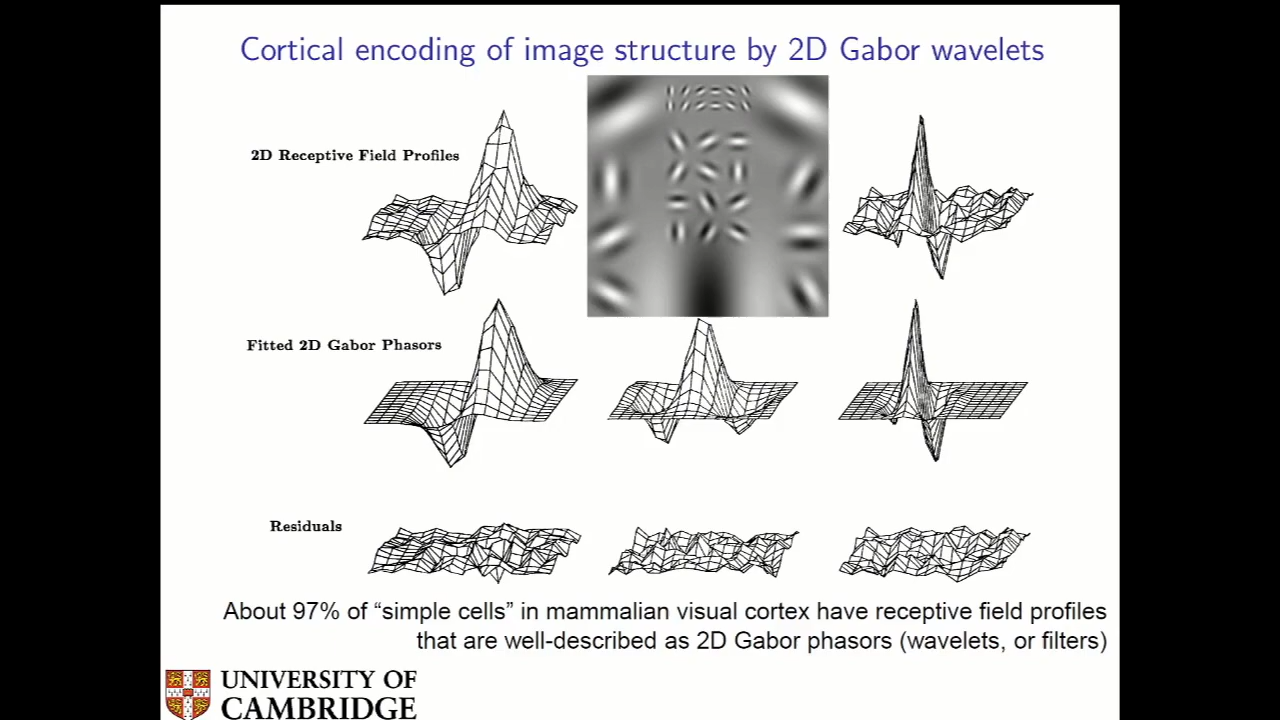 Cortical encoding of image structure by 2D Gabor wavelets
2D Receptive Field Profiles
Fitted 2D Gabor Phasors
Residuals
About 97% of “simple cells” in mammalian visual cortex have receptive field profiles
that are well-described as 2D Gabor phasors (wavelets, or filters)
UNIVERSITY OF
CAMBRIDGE